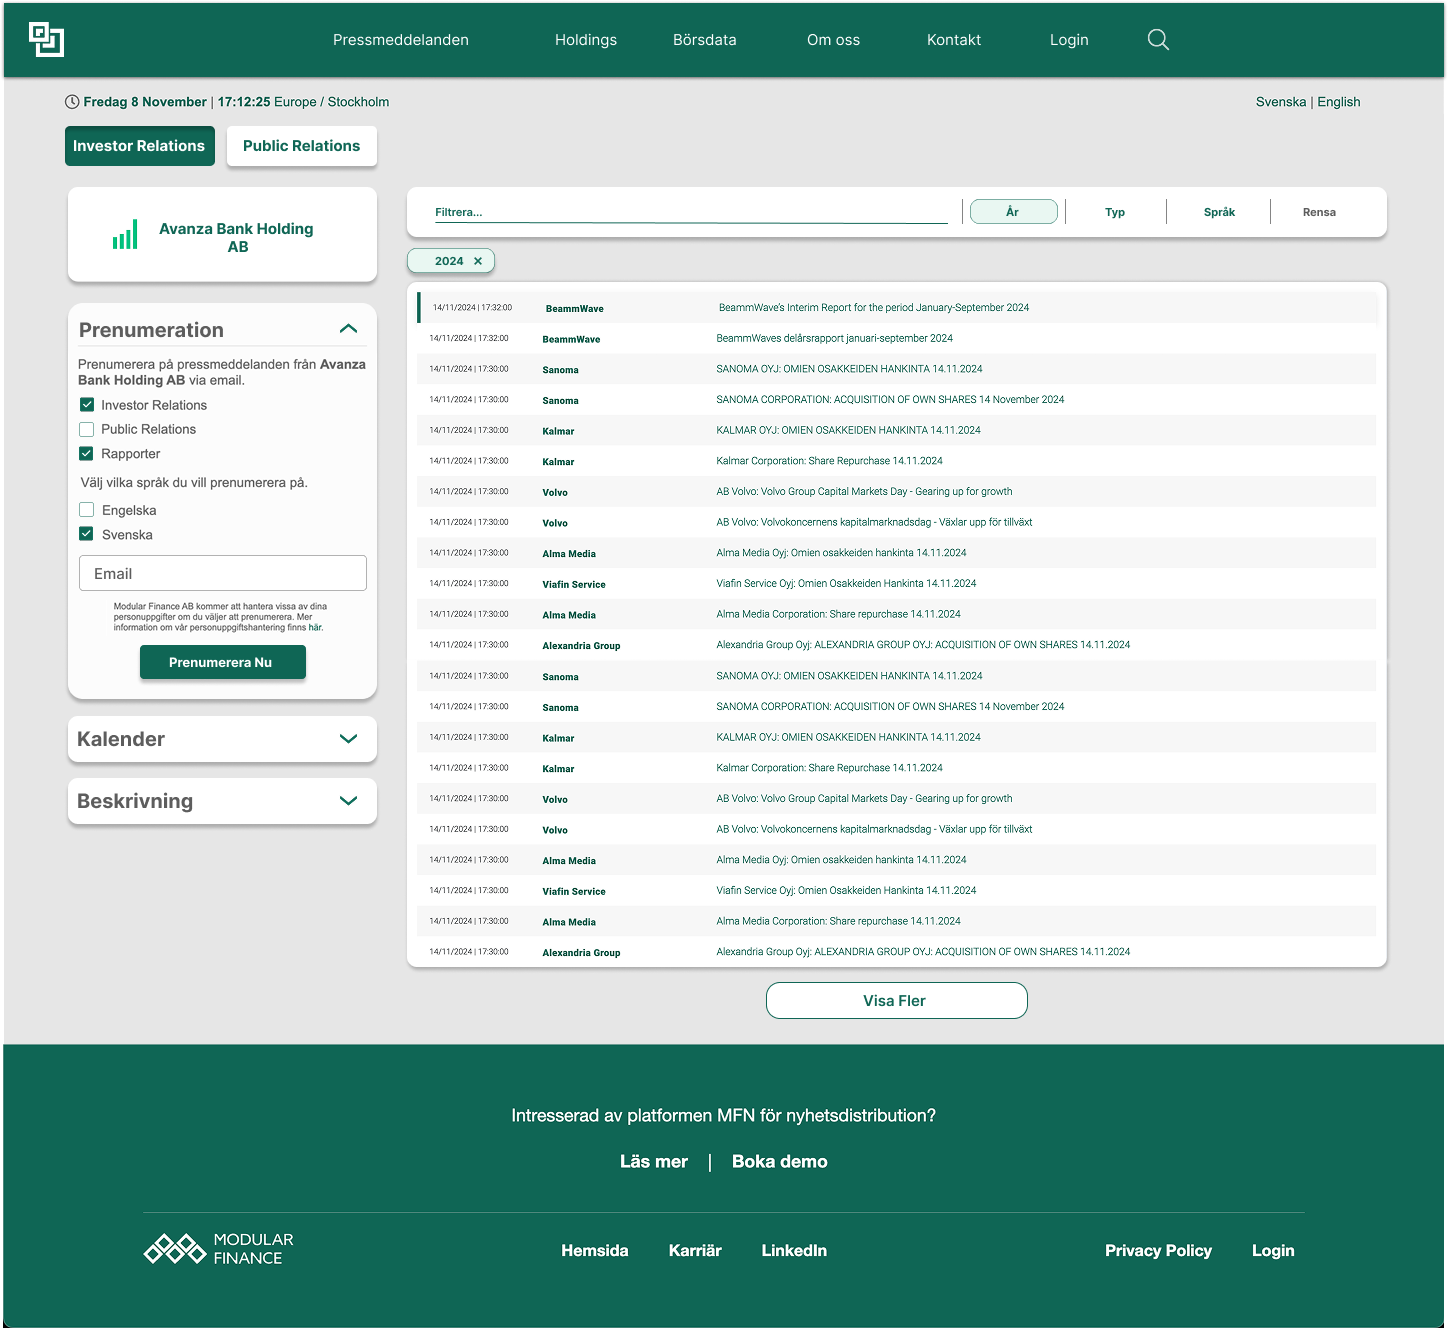 Pressmeddelanden Holdings Börsdata Om oss Kontakt Login
Fredag 8 November | 17:12:25 Europe / Stockholm
Svenska | English
Investor Relations Public Relations
Avanza Bank Holding
AB
Prenumeration
Prenumerera på pressmeddelanden från Avanza
Bank Holding AB via email.
Investor Relations
Public Relations
Rapporter
Välj vilka språk du vill prenumerera på.
Engelska
Svenska
Email
Modular Finance AB kommer att hantera vissa av dina
personuppgifter om du väljer att prenumerera. Mer
information om vår personuppgiftshantering finns här.
Prenumerera Nu
Kalender
Beskrivning
Filtrera... År Typ Språk Rensa
2024 ×
14/11/2024 | 17:32:00 BeammWave BeammWave's Interim Report for the period January-September 2024
14/11/2024 | 17:32:00 BeammWave BeammWaves delårsrapport januari-september 2024
14/11/2024 | 17:30:00 Sanoma SANOMA OYJ: OMIEN OSAKKEIDEN HANKINTA 14.11.2024
14/11/2024 | 17:30:00 Sanoma SANOMA CORPORATION: ACQUISITION OF OWN SHARES 14 November 2024
14/11/2024 | 17:30:00 Kalmar KALMAR OYJ: OMIEN OSAKKEIDEN HANKINTA 14.11.2024
14/11/2024 | 17:30:00 Kalmar Kalmar Corporation: Share Repurchase 14.11.2024
14/11/2024 | 17:30:00 Volvo AB Volvo: Volvo Group Capital Markets Day - Gearing up for growth
14/11/2024 | 17:30:00 Volvo AB Volvo: Volvokoncernens kapitalmarknadsdag - Växlar upp för tillväxt
14/11/2024 | 17:30:00 Alma Media Alma Media Oyj: Omien osakkeiden hankinta 14.11.2024
14/11/2024 | 17:30:00 Viafin Service Viafin Service Oyj: Omien Osakkeiden Hankinta 14.11.2024
14/11/2024 | 17:30:00 Alma Media Alma Media Corporation: Share repurchase 14.11.2024
14/11/2024 | 17:30:00 Alexandria Group Alexandria Group Oyj: ALEXANDRIA GROUP OYJ: ACQUISITION OF OWN SHARES 14.11.2024
14/11/2024 | 17:30:00 Sanoma SANOMA OYJ: OMIEN OSAKKEIDEN HANKINTA 14.11.2024
14/11/2024 | 17:30:00 Sanoma SANOMA CORPORATION: ACQUISITION OF OWN SHARES 14 November 2024
14/11/2024 | 17:30:00 Kalmar KALMAR OYJ: OMIEN OSAKKEIDEN HANKINTA 14.11.2024
14/11/2024 | 17:30:00 Kalmar Kalmar Corporation: Share Repurchase 14.11.2024
14/11/2024 | 17:30:00 Volvo AB Volvo: Volvo Group Capital Markets Day - Gearing up for growth
14/11/2024 | 17:30:00 Volvo AB Volvo: Volvokoncernens kapitalmarknadsdag - Växlar upp för tillväxt
14/11/2024 | 17:30:00 Alma Media Alma Media Oyj: Omien osakkeiden hankinta 14.11.2024
14/11/2024 | 17:30:00 Viafin Service Viafin Service Oyj: Omien Osakkeiden Hankinta 14.11.2024
14/11/2024 | 17:30:00 Alma Media Alma Media Corporation: Share repurchase 14.11.2024
14/11/2024 | 17:30:00 Alexandria Group Alexandria Group Oyj: ALEXANDRIA GROUP OYJ: ACQUISITION OF OWN SHARES 14.11.2024
Visa Fler
Intresserad av platformen MFN för nyhetsdistribution?
Läs mer | Boka demo
MODULAR
FINANCE
Hemsida Karriär LinkedIn
Privacy Policy Login